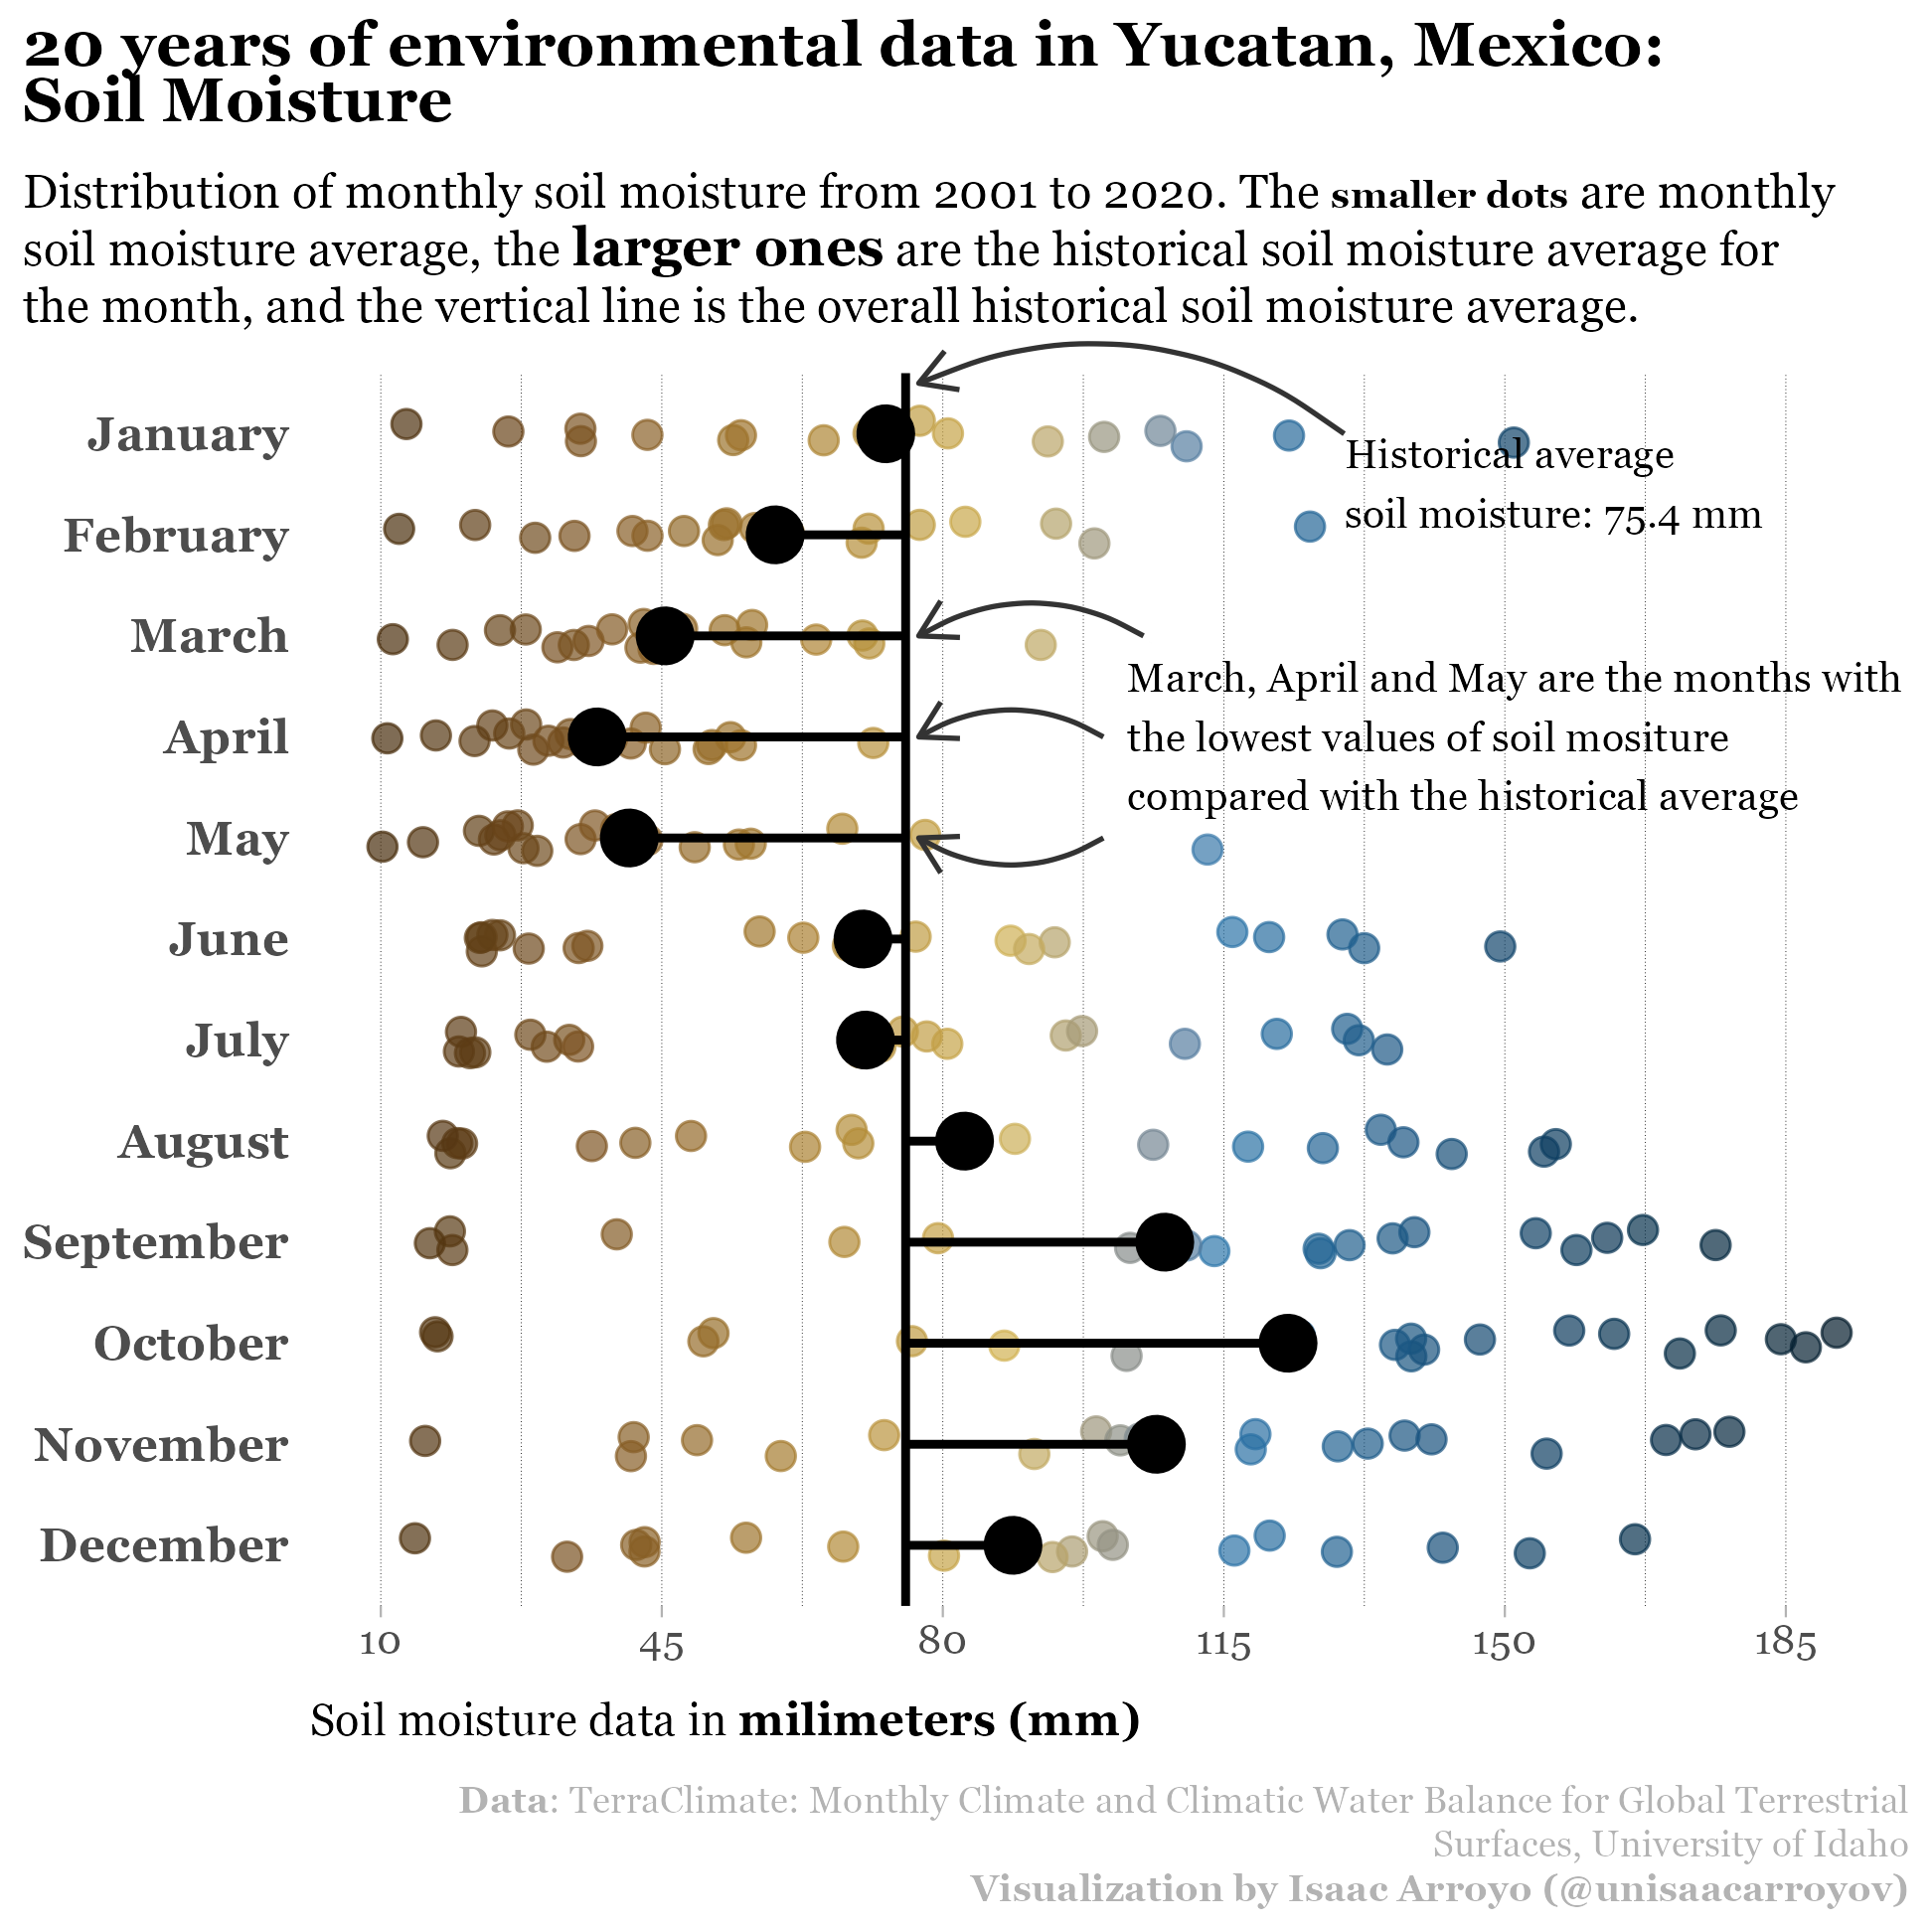 20 years of environmental data in Yucatan, Mexico:
Soil Moisture
Distribution of monthly soil moisture from 2001 to 2020. The smaller dots are monthly
soil moisture average, the larger ones are the historical soil moisture average for
the month, and the vertical line is the overall historical soil moisture average.
January
Historical average
soil moisture: 75.4 mm
February
March
March, April and May are the months with
the lowest values of soil mositure
compared with the historical average
April
May
June
July
August
September
October
November
December
10 45 80 115 150 185
Soil moisture data in milimeters (mm)
Data: TerraClimate: Monthly Climate and Climatic Water Balance for Global Terrestrial
Surfaces, University of Idaho
Visualization by Isaac Arroyo (@unisaacarroyov)